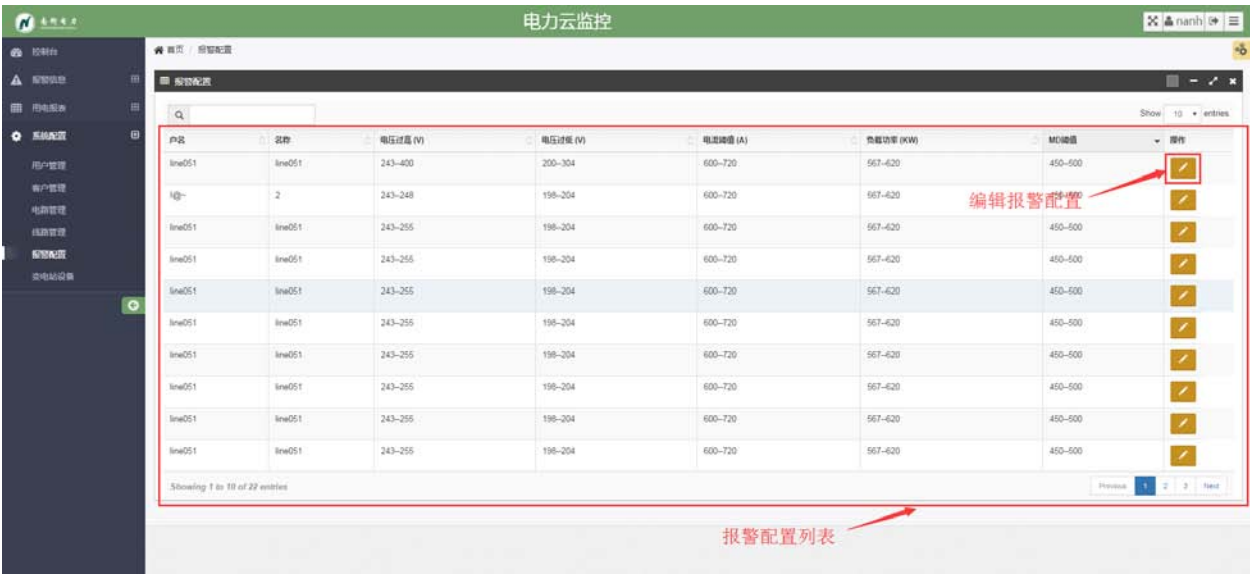 电力云监控
nanh
控制台
首页 / 报警配置
报警信息
报警配置
用电报表
Show 10 entries
系统配置
户名 名称 电压过高 (V) 电压过低 (V) 电流阈值 (A) 负载功率 (KW) MD阈值 操作
用户管理
客户管理
电路管理
线路管理
报警配置
变电站设备
line051 line051 243--400 200--304 600--720 567--620 450--500
l@~ 2 243--248 198--204 600--720 567--620
编辑报警配置
line051 line051 243--255 198--204 600--720 567--620 450--500
line051 line051 243--255 198--204 600--720 567--620 450--500
line051 line051 243--255 198--204 600--720 567--620 450--500
line051 line051 243--255 198--204 600--720 567--620 450--500
line051 line051 243--255 198--204 600--720 567--620 450--500
line051 line051 243--255 198--204 600--720 567--620 450--500
line051 line051 243--255 198--204 600--720 567--620 450--500
line051 line051 243--255 198--204 600--720 567--620 450--500
Showing 1 to 10 of 22 entries
Previous 1 2 3 Next
报警配置列表